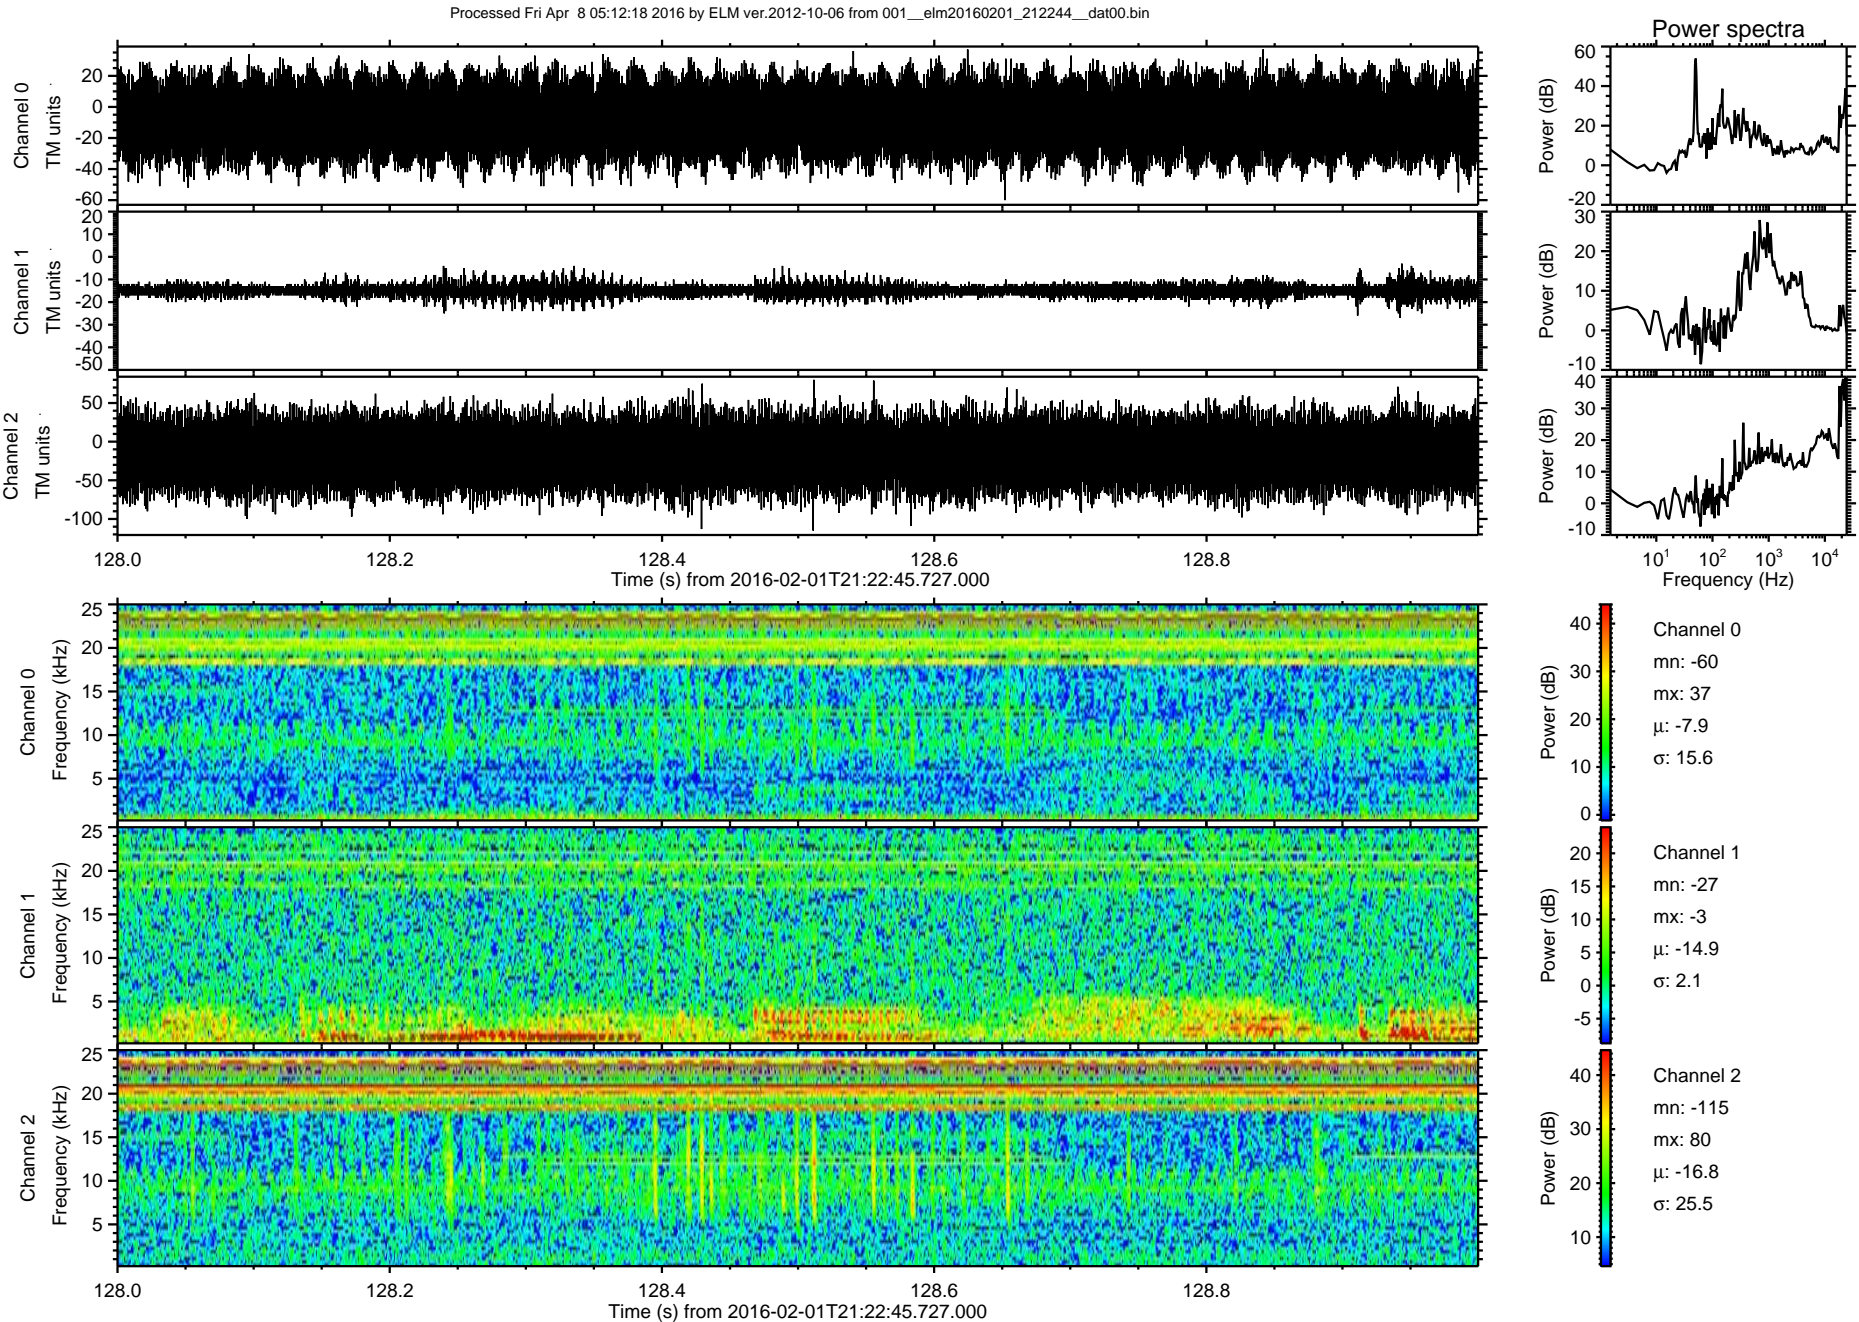 Processed Fri Apr  8 05:12:18 2016 by ELM ver.2012-10-06 from 001__elm20160201_212244__dat00.bin
Power spectra
Channel 0
TM units
20
0
-20
-40
-60
Power (dB)
60
40
20
0
-20
Channel 1
TM units
20
10
0
-10
-20
-30
-40
-50
Power (dB)
30
20
10
0
-10
Channel 2
TM units
50
0
-50
-100
Power (dB)
40
30
20
10
0
-10
128.0 128.2 128.4 128.6 128.8
Time (s) from 2016-02-01T21:22:45.727.000
10¹ 10² 10³ 10⁴
Frequency (Hz)
Channel 0
Frequency (kHz)
25
20
15
10
5
Power (dB)
40
30
20
10
0
Channel 0
mn: -60
mx: 37
μ: -7.9
σ: 15.6
Channel 1
Frequency (kHz)
25
20
15
10
5
Power (dB)
20
15
10
5
0
-5
Channel 1
mn: -27
mx: -3
μ: -14.9
σ: 2.1
Channel 2
Frequency (kHz)
25
20
15
10
5
Power (dB)
40
30
20
10
Channel 2
mn: -115
mx: 80
μ: -16.8
σ: 25.5
128.0 128.2 128.4 128.6 128.8
Time (s) from 2016-02-01T21:22:45.727.000